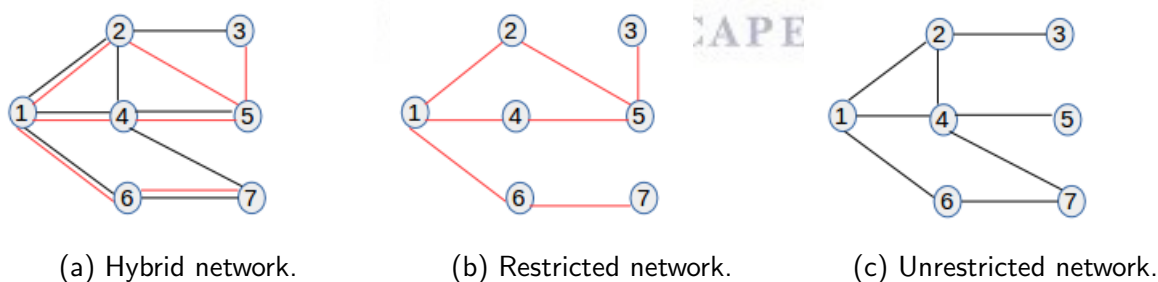 CAPE
2 3
1 4 5
6 7
2 3
1 4 5
6 7
2 3
1 4 5
6 7
(a) Hybrid network.
(b) Restricted network.
(c) Unrestricted network.